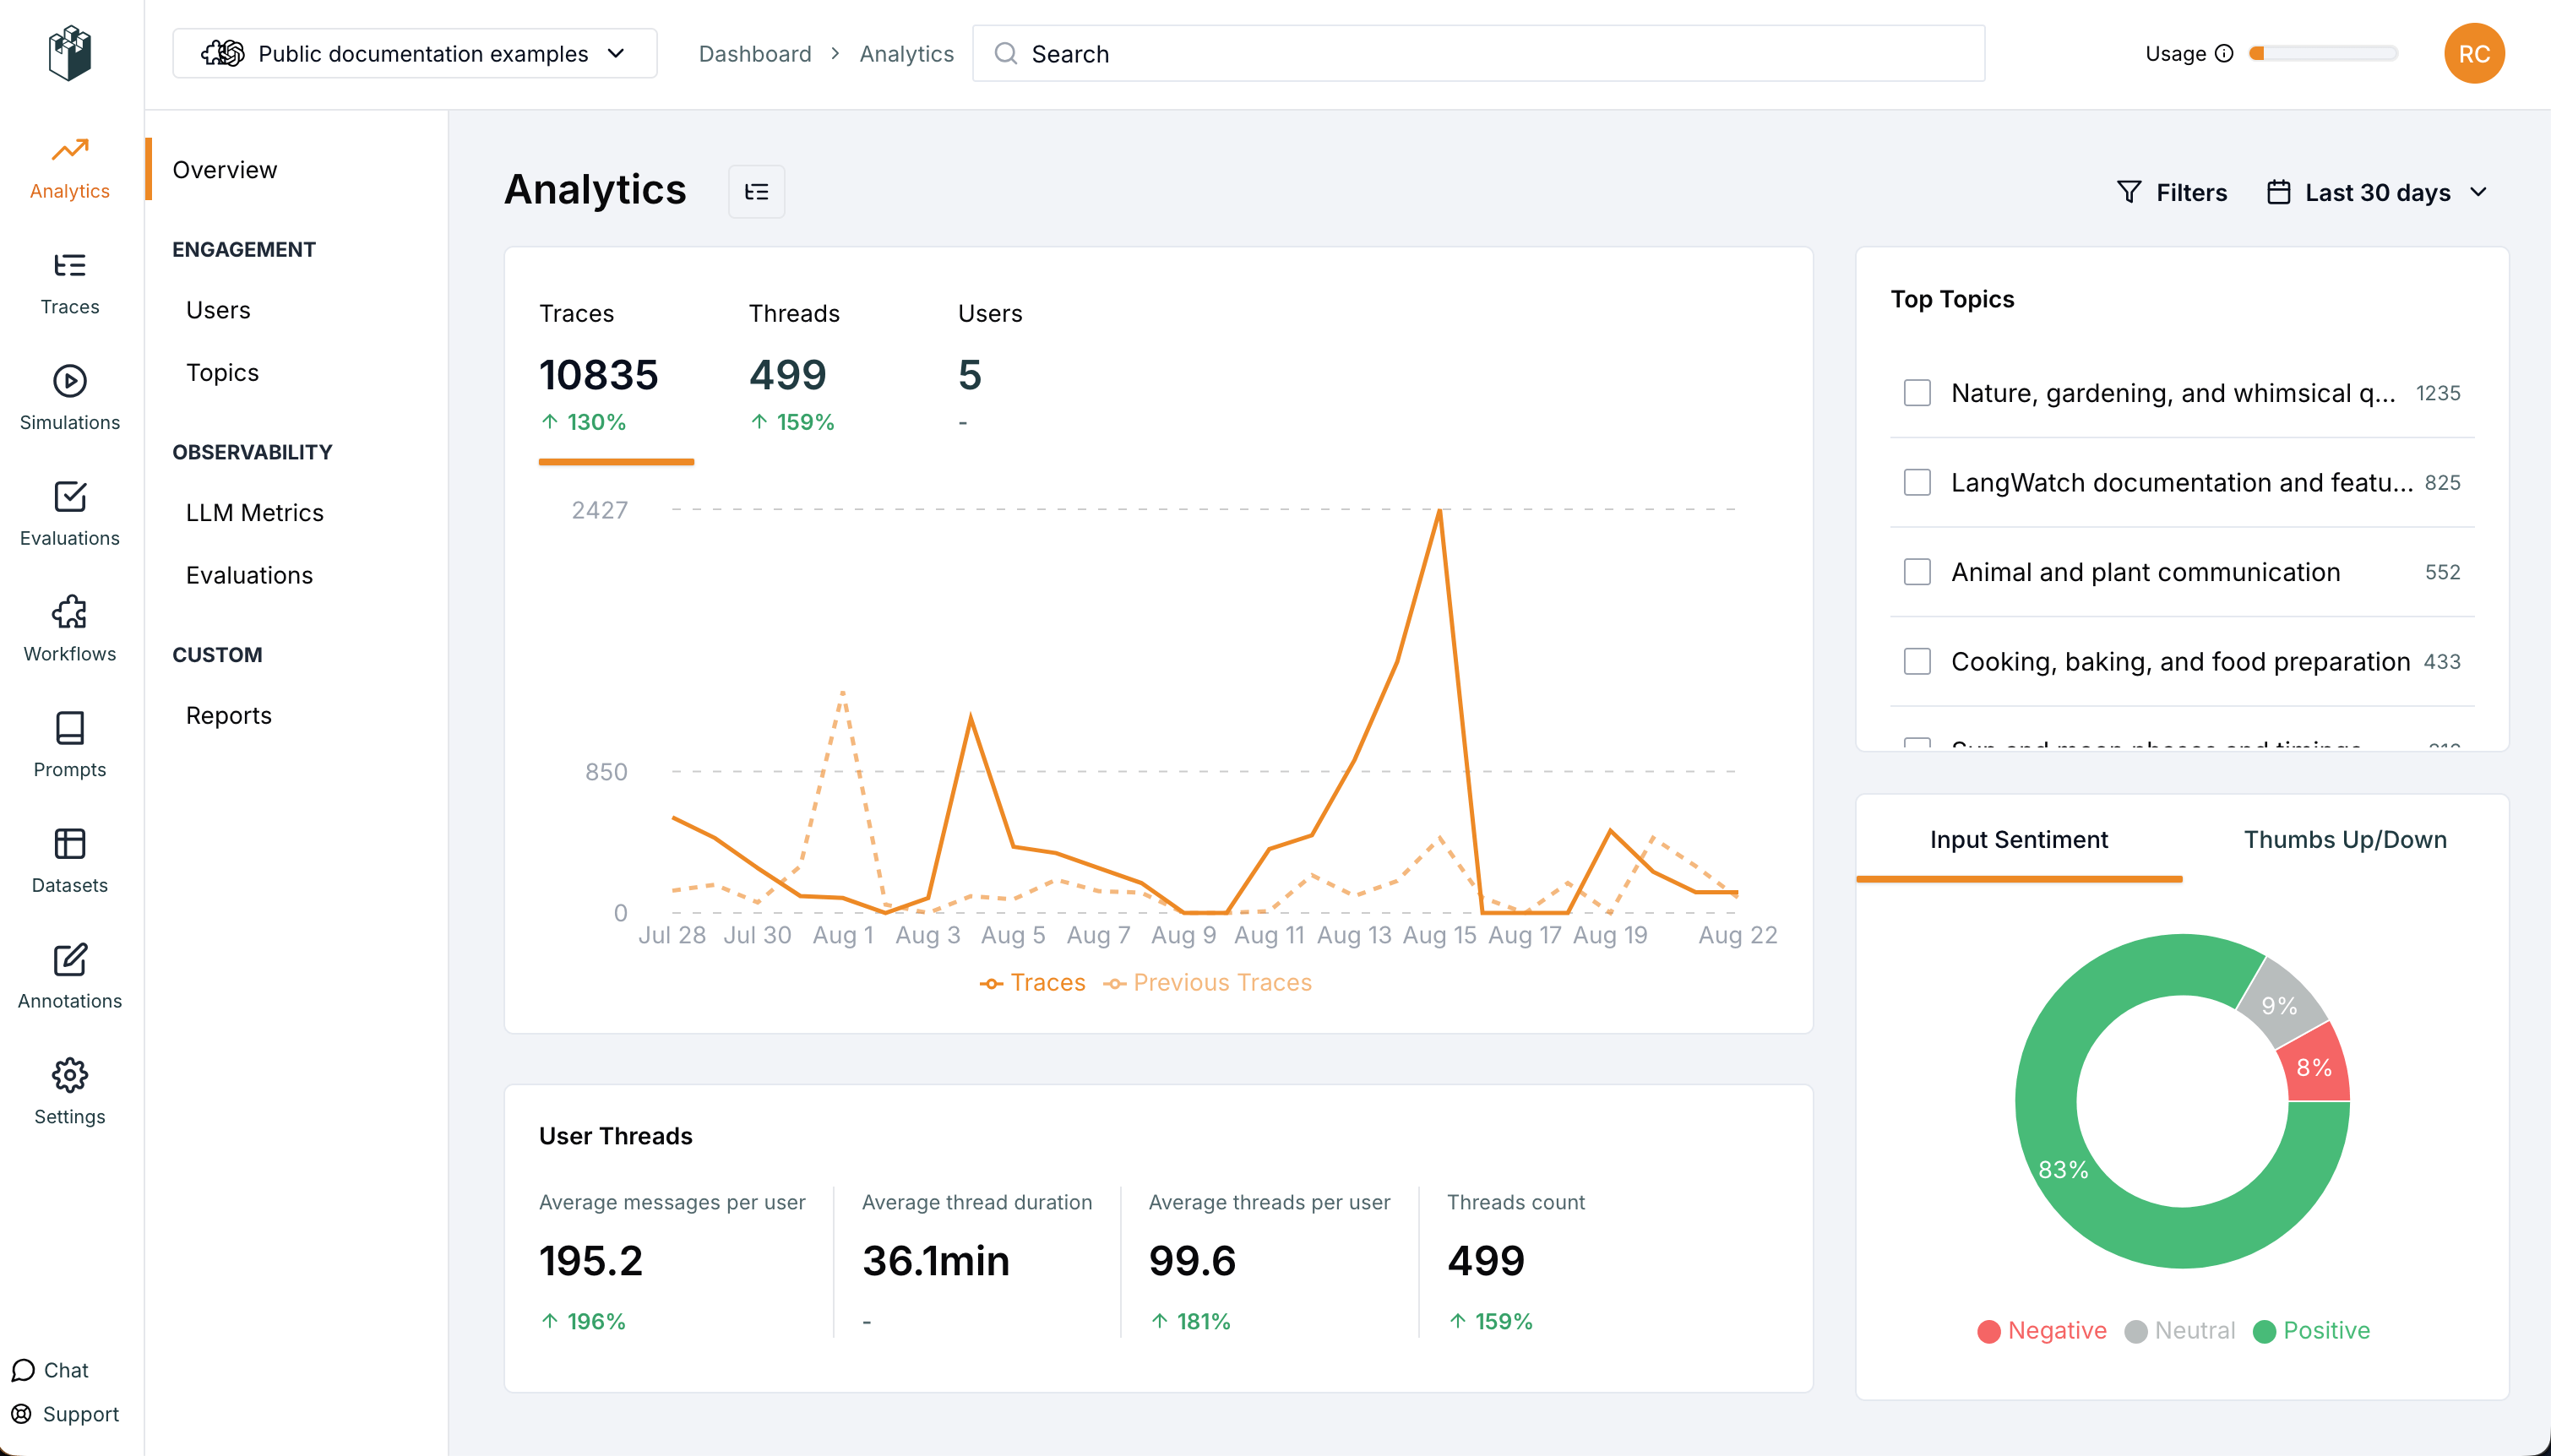 Public documentation examples
Dashboard > Analytics
Search
Usage
RC
Analytics
Traces
Simulations
Evaluations
Workflows
Prompts
Datasets
Annotations
Settings
Chat
Support
Overview
ENGAGEMENT
Users
Topics
OBSERVABILITY
LLM Metrics
Evaluations
CUSTOM
Reports
Analytics
Filters
Last 30 days
Traces Threads Users
10835 499 5
↑ 130% ↑ 159% -
2427
850
0
Jul 28 Jul 30 Aug 1 Aug 3 Aug 5 Aug 7 Aug 9 Aug 11 Aug 13 Aug 15 Aug 17 Aug 19 Aug 22
Traces Previous Traces
User Threads
Average messages per user Average thread duration Average threads per user Threads count
195.2 36.1min 99.6 499
↑ 196% - ↑ 181% ↑ 159%
Top Topics
Nature, gardening, and whimsical q... 1235
LangWatch documentation and featu... 825
Animal and plant communication 552
Cooking, baking, and food preparation 433
Sun and moon phases and timings
Input Sentiment Thumbs Up/Down
9%
8%
83%
Negative Neutral Positive